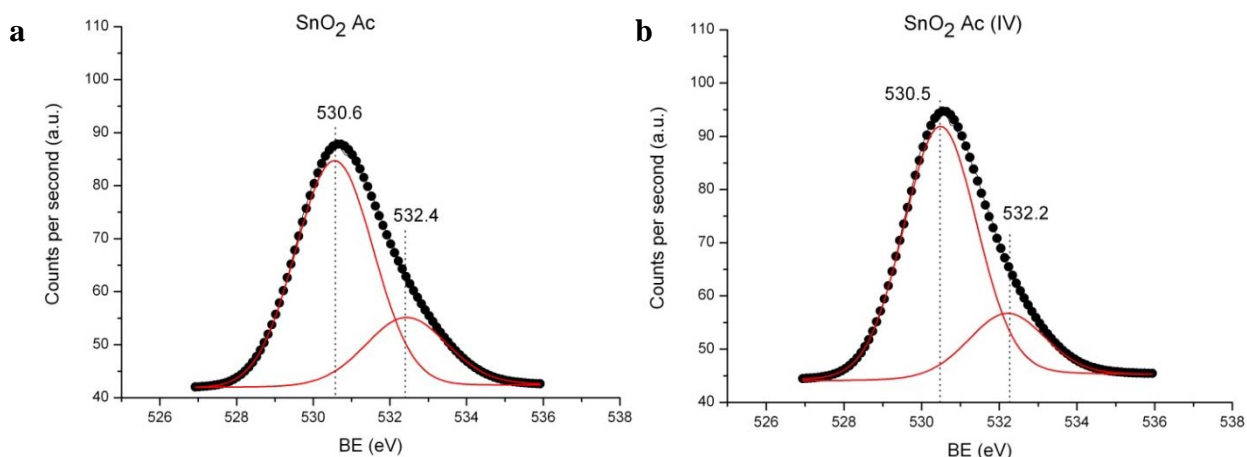 a
SnO2 Ac
110
100
90
80
70
60
50
40
526 528 530 532 534 536 538
Counts per second (a.u.)
BE (eV)
530.6
532.4
b
SnO2 Ac (IV)
110
100
90
80
70
60
50
40
526 528 530 532 534 536 538
Counts per second (a.u.)
BE (eV)
530.5
532.2